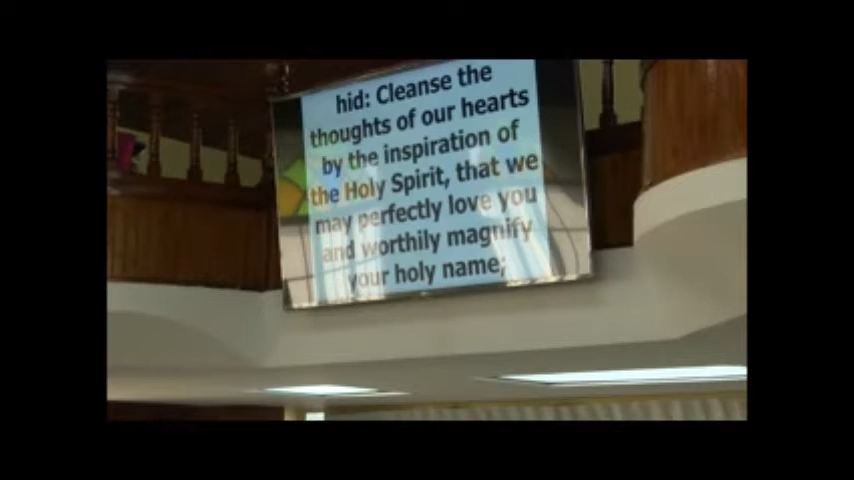 hid: Cleanse the
thoughts of our hearts
by the inspiration of
the Holy Spirit, that we
may perfectly love you
and worthily magnify
your holy name;